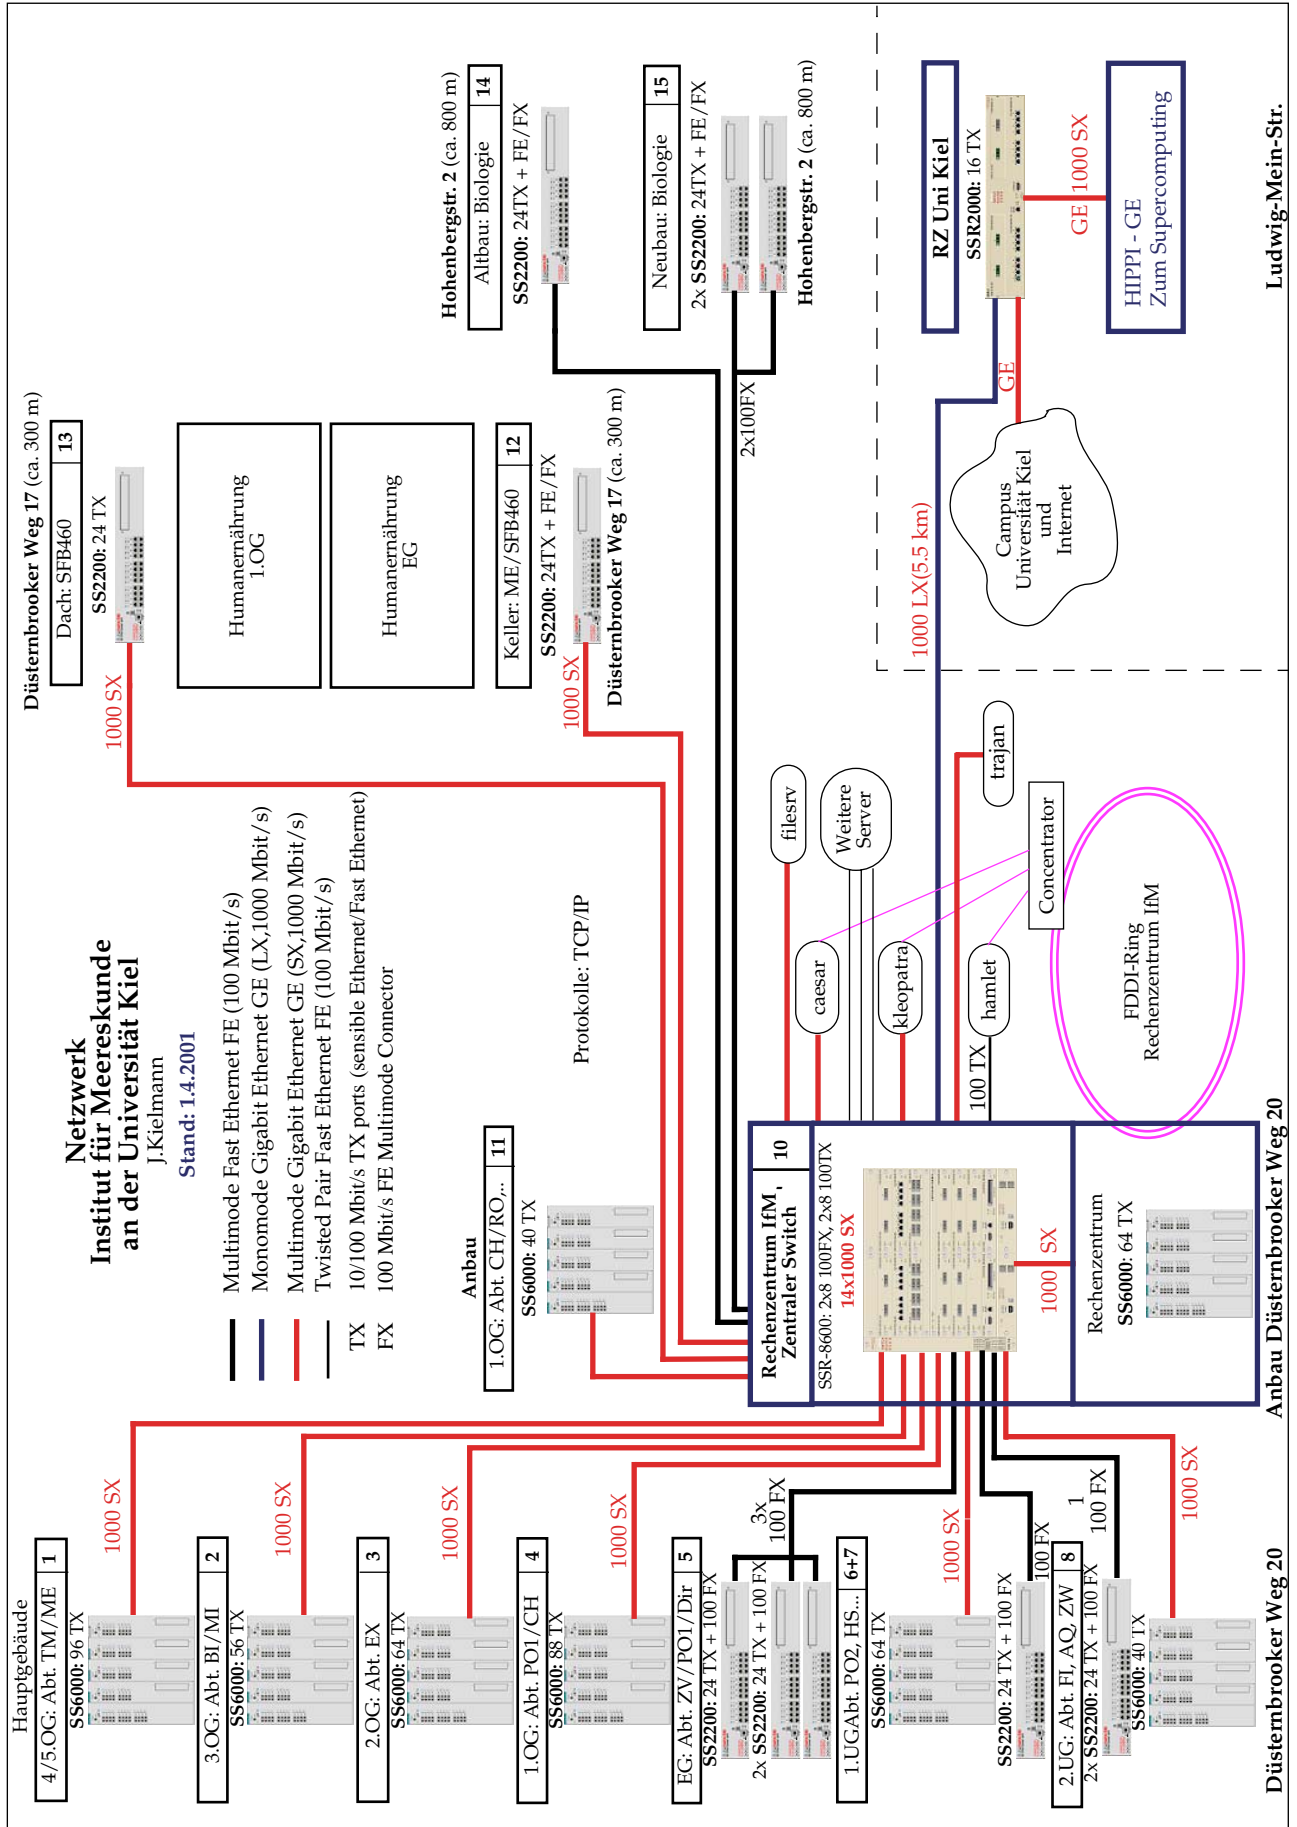 Netzwerk
Institut für Meereskunde
an der Universität Kiel
J.Kielmann
Stand: 1.4.2001
Multimode Fast Ethernet FE (100 Mbit/s)
Monomode Gigabit Ethernet GE (LX,1000 Mbit/s)
Multimode Gigabit Ethernet GE (SX,1000 Mbit/s)
Twisted Pair Fast Ethernet FE (100 Mbit/s)
TX 10/100 Mbit/s TX ports (sensible Ethernet/Fast Ethernet)
FX 100 Mbit/s FE Multimode Connector
Protokolle: TCP/IP
Hauptgebäude
4/5.OG: Abt. TM/ME 1
SS6000: 96 TX
1000 SX
3.OG: Abt. BI/MI 2
SS6000: 56 TX
1000 SX
2.OG: Abt. EX 3
SS6000: 64 TX
1000 SX
1.OG: Abt. PO1/CH 4
SS6000: 88 TX
1000 SX
EG: Abt. ZV/PO1/Dir 5
SS2200: 24 TX + 100 FX
2x SS2200: 24 TX + 100 FX
3x
100 FX
1.UGAbt. PO2, HS... 6+7
SS6000: 64 TX
1000 SX
SS2200: 24 TX + 100 FX
100 FX
2.UG: Abt. FI, AQ, ZW 8
2x SS2200: 24 TX + 100 FX
1
100 FX
SS6000: 40 TX
1000 SX
Düsternbrooker Weg 20
Anbau
1.OG: Abt. CH/RO,.. 11
SS6000: 40 TX
Rechenzentrum IfM,
Zentraler Switch
10
SSR-8600: 2x8 100FX, 2x8 100TX
14x1000 SX
1000 SX
Rechenzentrum
SS6000: 64 TX
Anbau Düsternbrooker Weg 20
filesrv
Weitere
Server
caesar
kleopatra
hamlet
100 TX
trajan
Concentrator
FDDI-Ring
Rechenzentrum IfM
Düsternbrooker Weg 17 (ca. 300 m)
Dach: SFB460 13
SS2200: 24 TX
1000 SX
Humanernährung
1.OG
Humanernährung
EG
Keller: ME/SFB460 12
SS2200: 24TX + FE/FX
1000 SX
Düsternbrooker Weg 17 (ca. 300 m)
Hohenbergstr. 2 (ca. 800 m)
Altbau: Biologie 14
SS2200: 24TX + FE/FX
Neubau: Biologie 15
2x SS2200: 24TX + FE/FX
2x100FX
Hohenbergstr. 2 (ca. 800 m)
1000 LX(5.5 km)
RZ Uni Kiel
SSR2000: 16 TX
GE
GE 1000 SX
HIPPI - GE
Zum Supercomputing
Campus
Universität Kiel
und
Internet
Ludwig-Mein-Str.